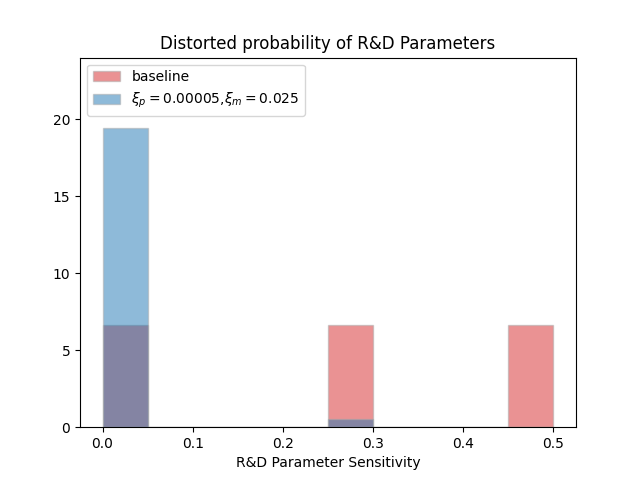 Distorted probability of R&D Parameters
baseline
ξₚ = 0.00005,ξₘ = 0.025
20
15
10
5
0
0.0 0.1 0.2 0.3 0.4 0.5
R&D Parameter Sensitivity